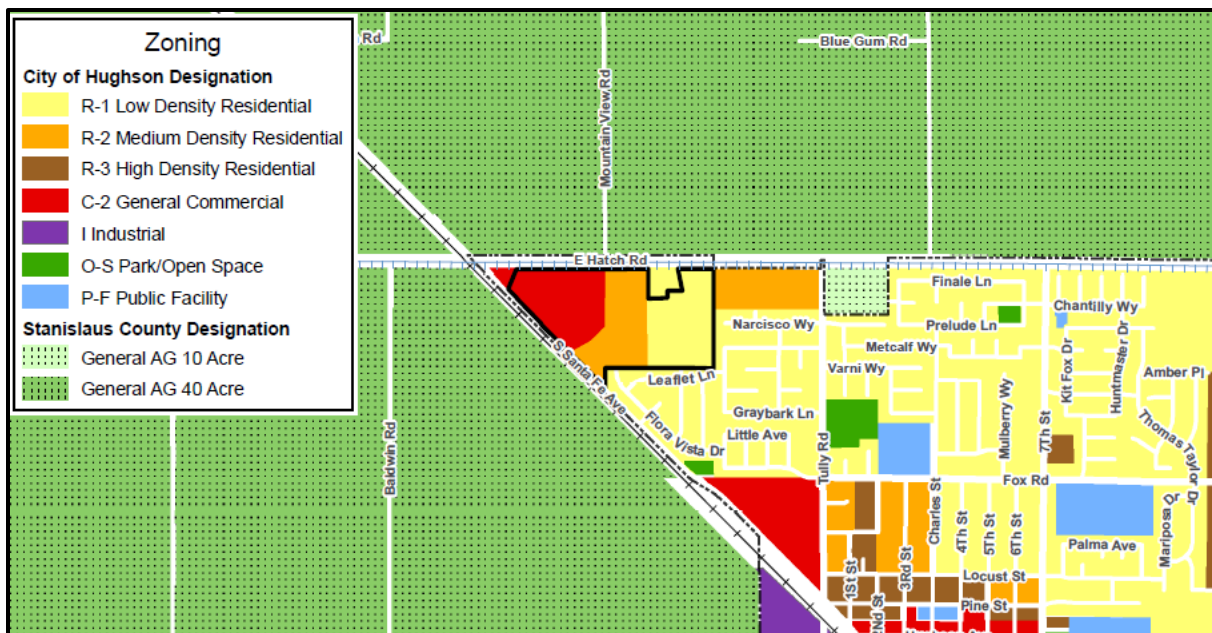 Zoning
City of Hughson Designation
R-1 Low Density Residential
R-2 Medium Density Residential
R-3 High Density Residential
C-2 General Commercial
I Industrial
O-S Park/Open Space
P-F Public Facility
Stanislaus County Designation
General AG 10 Acre
General AG 40 Acre
Rd
Blue Gum Rd
Mountain View Rd
E Hatch Rd
Finale Ln
Chantilly Wy
Narcisco Wy
Prelude Ln
Metcalf Wy
Kit Fox Dr
Huntmaster Dr
S Santa Fe Ave
Leaflet Ln
Varni Wy
Amber Pl
Mulberry Wy
7Th St
Graybark Ln
Little Ave
Flora Vista Dr
Thomas Taylor Dr
Baldwin Rd
Tully Rd
Fox Rd
Charles St
Mariposa Dr
4Th St
5Th St
6Th St
Palma Ave
1St St
3Rd St
Locust St
2Nd St
Pine St